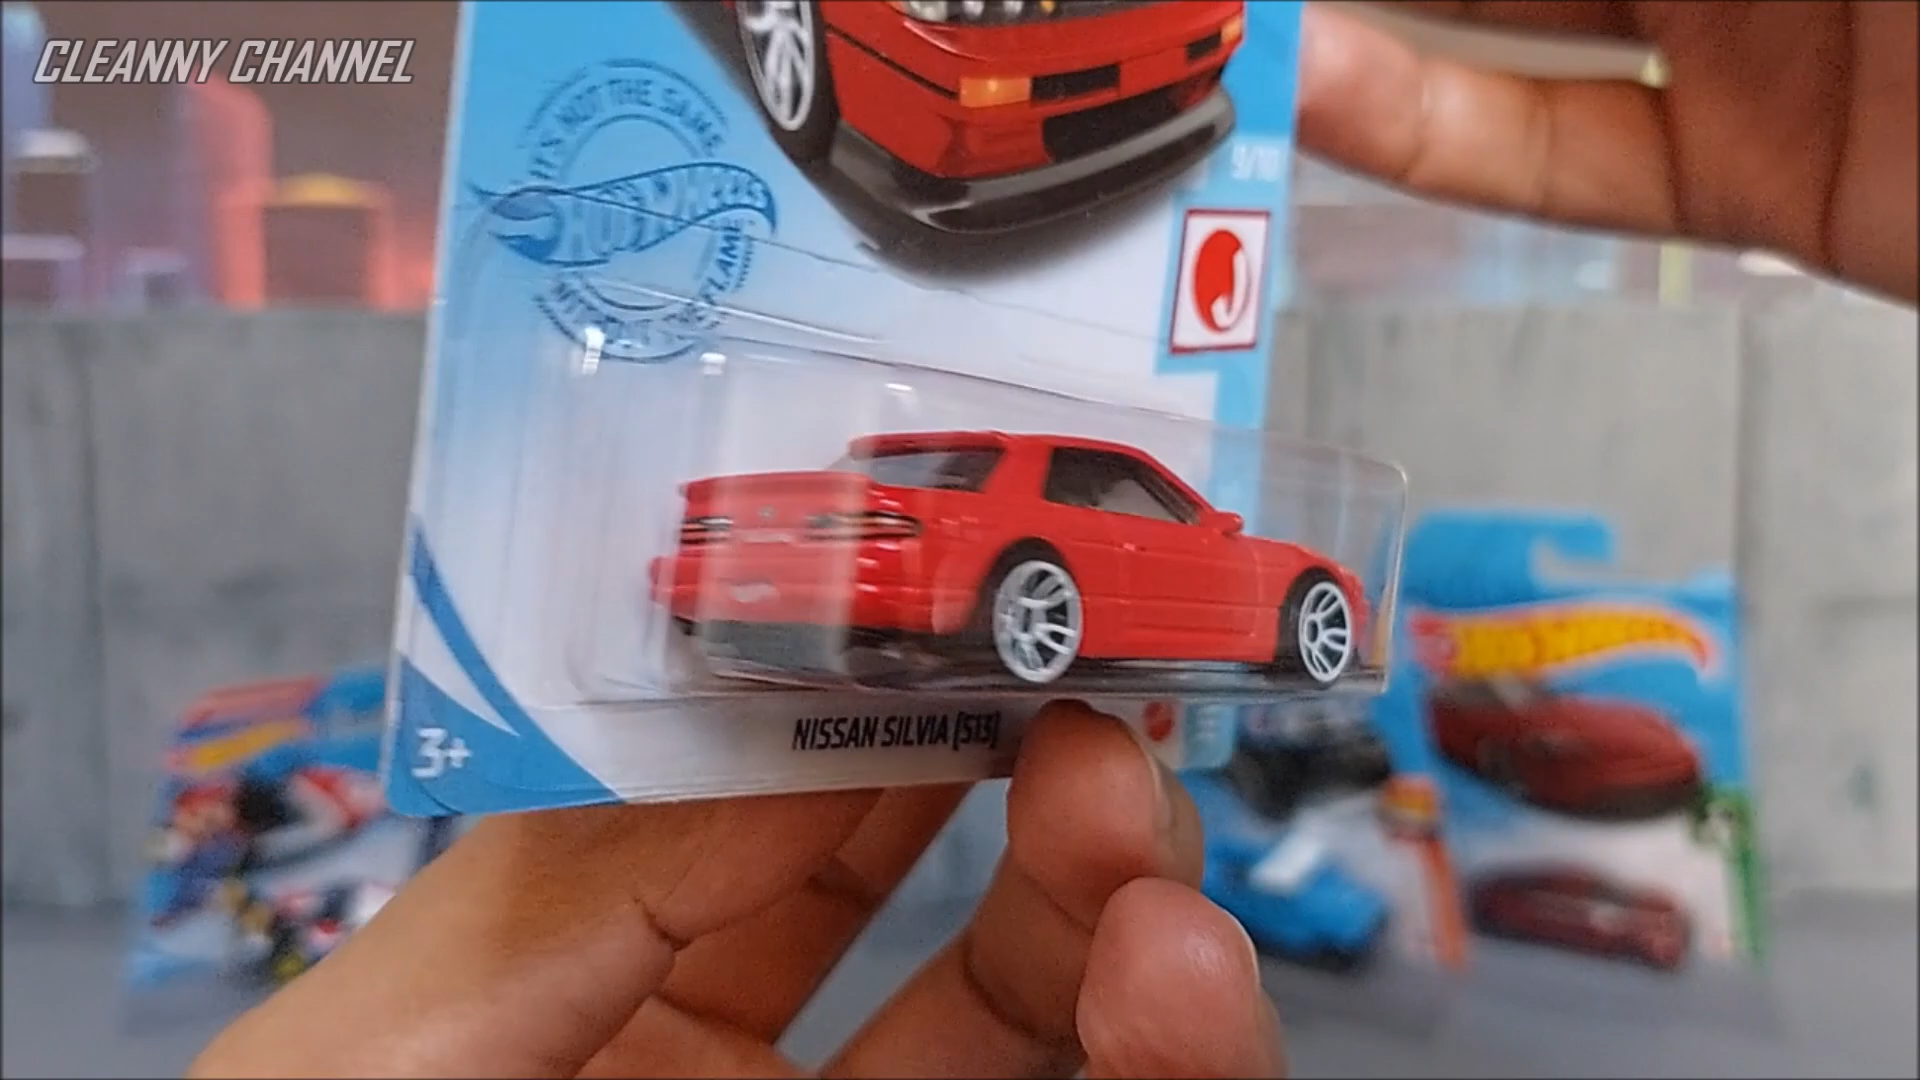 CLEANNY CHANNEL
IT'S NOT THE SAME
HOT WHEELS
WITHOUT THE FLAME
9/10
J
NISSAN SILVIA [S13]
3+
HOT WHEELS